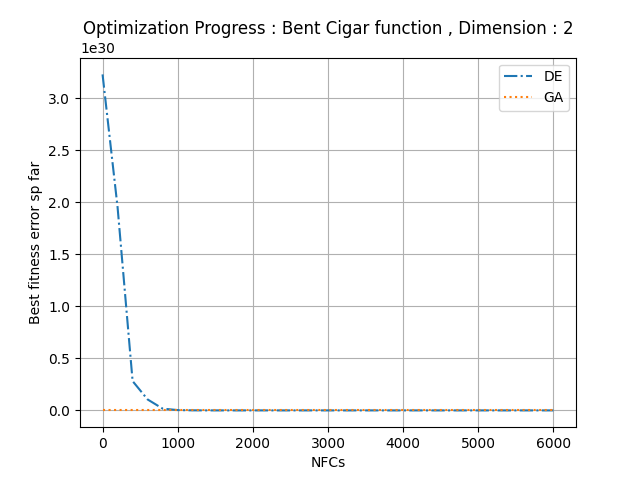 Optimization Progress : Bent Cigar function , Dimension : 2
1e30
DE
GA
3.0
2.5
2.0
1.5
1.0
0.5
0.0
Best fitness error sp far
0 1000 2000 3000 4000 5000 6000
NFCs